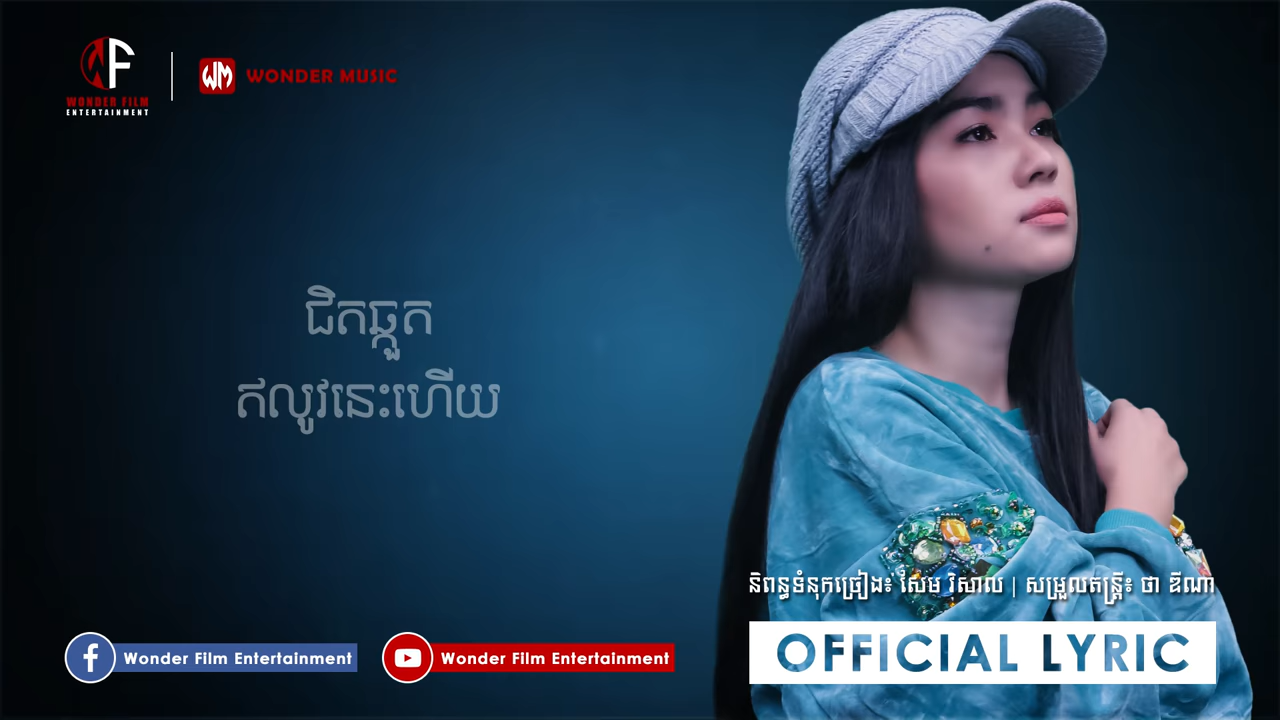 WF
WONDER FILM
ENTERTAINMENT
WM WONDER MUSIC
ជិតឆ្កួត
ឥលូវនេះហើយ
និពន្ធទំនុកច្រៀង៖ សែម វិសាល | សម្រួលតន្ត្រី៖ ថា ឌីណា
OFFICIAL LYRIC
Wonder Film Entertainment
Wonder Film Entertainment